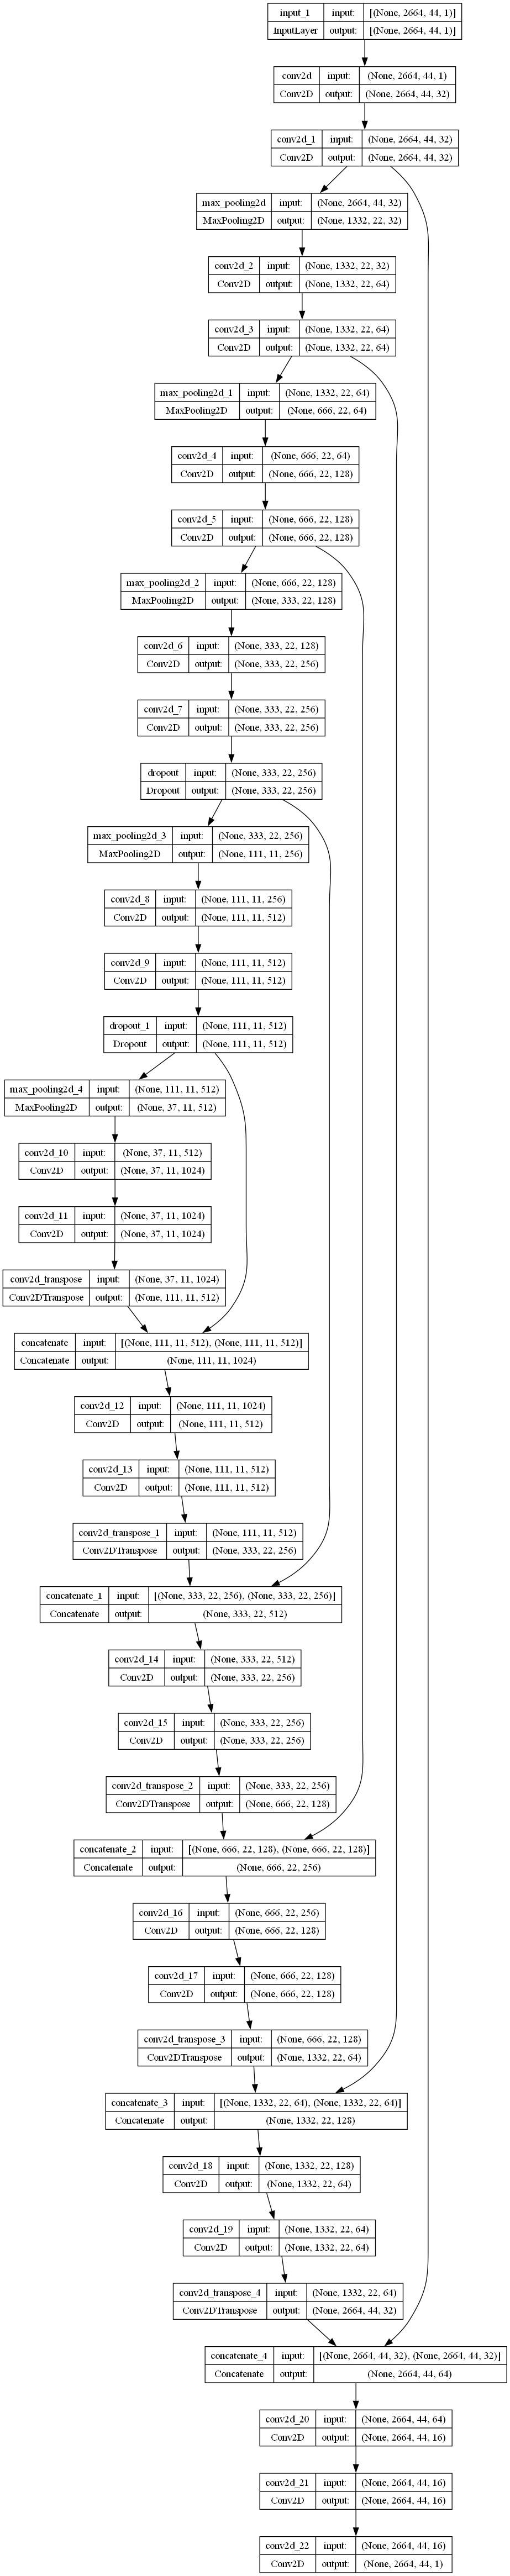 input_1 input: [(None, 2664, 44, 1)]
InputLayer output: [(None, 2664, 44, 1)]
conv2d input: (None, 2664, 44, 1)
Conv2D output: (None, 2664, 44, 32)
conv2d_1 input: (None, 2664, 44, 32)
Conv2D output: (None, 2664, 44, 32)
max_pooling2d input: (None, 2664, 44, 32)
MaxPooling2D output: (None, 1332, 22, 32)
conv2d_2 input: (None, 1332, 22, 32)
Conv2D output: (None, 1332, 22, 64)
conv2d_3 input: (None, 1332, 22, 64)
Conv2D output: (None, 1332, 22, 64)
max_pooling2d_1 input: (None, 1332, 22, 64)
MaxPooling2D output: (None, 666, 22, 64)
conv2d_4 input: (None, 666, 22, 64)
Conv2D output: (None, 666, 22, 128)
conv2d_5 input: (None, 666, 22, 128)
Conv2D output: (None, 666, 22, 128)
max_pooling2d_2 input: (None, 666, 22, 128)
MaxPooling2D output: (None, 333, 22, 128)
conv2d_6 input: (None, 333, 22, 128)
Conv2D output: (None, 333, 22, 256)
conv2d_7 input: (None, 333, 22, 256)
Conv2D output: (None, 333, 22, 256)
dropout input: (None, 333, 22, 256)
Dropout output: (None, 333, 22, 256)
max_pooling2d_3 input: (None, 333, 22, 256)
MaxPooling2D output: (None, 111, 11, 256)
conv2d_8 input: (None, 111, 11, 256)
Conv2D output: (None, 111, 11, 512)
conv2d_9 input: (None, 111, 11, 512)
Conv2D output: (None, 111, 11, 512)
dropout_1 input: (None, 111, 11, 512)
Dropout output: (None, 111, 11, 512)
max_pooling2d_4 input: (None, 111, 11, 512)
MaxPooling2D output: (None, 37, 11, 512)
conv2d_10 input: (None, 37, 11, 512)
Conv2D output: (None, 37, 11, 1024)
conv2d_11 input: (None, 37, 11, 1024)
Conv2D output: (None, 37, 11, 1024)
conv2d_transpose input: (None, 37, 11, 1024)
Conv2DTranspose output: (None, 111, 11, 512)
concatenate input: [(None, 111, 11, 512), (None, 111, 11, 512)]
Concatenate output: (None, 111, 11, 1024)
conv2d_12 input: (None, 111, 11, 1024)
Conv2D output: (None, 111, 11, 512)
conv2d_13 input: (None, 111, 11, 512)
Conv2D output: (None, 111, 11, 512)
conv2d_transpose_1 input: (None, 111, 11, 512)
Conv2DTranspose output: (None, 333, 22, 256)
concatenate_1 input: [(None, 333, 22, 256), (None, 333, 22, 256)]
Concatenate output: (None, 333, 22, 512)
conv2d_14 input: (None, 333, 22, 512)
Conv2D output: (None, 333, 22, 256)
conv2d_15 input: (None, 333, 22, 256)
Conv2D output: (None, 333, 22, 256)
conv2d_transpose_2 input: (None, 333, 22, 256)
Conv2DTranspose output: (None, 666, 22, 128)
concatenate_2 input: [(None, 666, 22, 128), (None, 666, 22, 128)]
Concatenate output: (None, 666, 22, 256)
conv2d_16 input: (None, 666, 22, 256)
Conv2D output: (None, 666, 22, 128)
conv2d_17 input: (None, 666, 22, 128)
Conv2D output: (None, 666, 22, 128)
conv2d_transpose_3 input: (None, 666, 22, 128)
Conv2DTranspose output: (None, 1332, 22, 64)
concatenate_3 input: [(None, 1332, 22, 64), (None, 1332, 22, 64)]
Concatenate output: (None, 1332, 22, 128)
conv2d_18 input: (None, 1332, 22, 128)
Conv2D output: (None, 1332, 22, 64)
conv2d_19 input: (None, 1332, 22, 64)
Conv2D output: (None, 1332, 22, 64)
conv2d_transpose_4 input: (None, 1332, 22, 64)
Conv2DTranspose output: (None, 2664, 44, 32)
concatenate_4 input: [(None, 2664, 44, 32), (None, 2664, 44, 32)]
Concatenate output: (None, 2664, 44, 64)
conv2d_20 input: (None, 2664, 44, 64)
Conv2D output: (None, 2664, 44, 16)
conv2d_21 input: (None, 2664, 44, 16)
Conv2D output: (None, 2664, 44, 16)
conv2d_22 input: (None, 2664, 44, 16)
Conv2D output: (None, 2664, 44, 1)